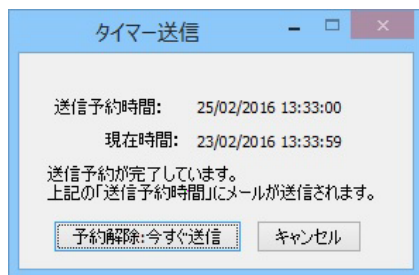 タイマー送信
送信予約時間: 25/02/2016 13:33:00
現在時間: 23/02/2016 13:33:59
送信予約が完了しています。
上記の「送信予約時間」にメールが送信されます。
予約解除:今すぐ送信 キャンセル